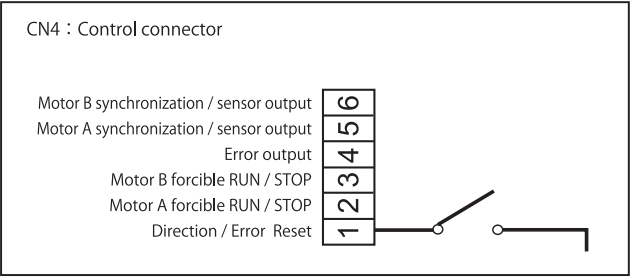 CN4 : Control connector
Motor B synchronization / sensor output 6
Motor A synchronization / sensor output 5
Error output 4
Motor B forcible RUN / STOP 3
Motor A forcible RUN / STOP 2
Direction / Error Reset 1